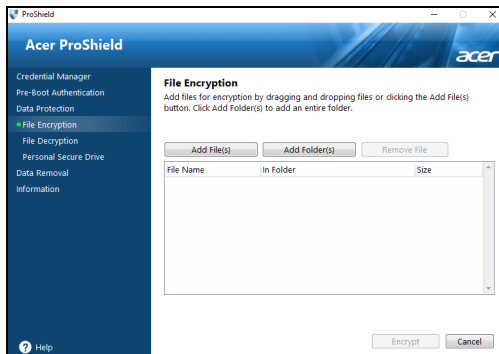 ProShield
Acer ProShield
acer
Credential Manager
Pre-Boot Authentication
Data Protection
File Encryption
File Decryption
Personal Secure Drive
Data Removal
Information
Help
File Encryption
Add files for encryption by dragging and dropping files or clicking the Add File(s)
button. Click Add Folder(s) to add an entire folder.
Add File(s) Add Folder(s) Remove File
File Name In Folder Size
Encrypt Cancel